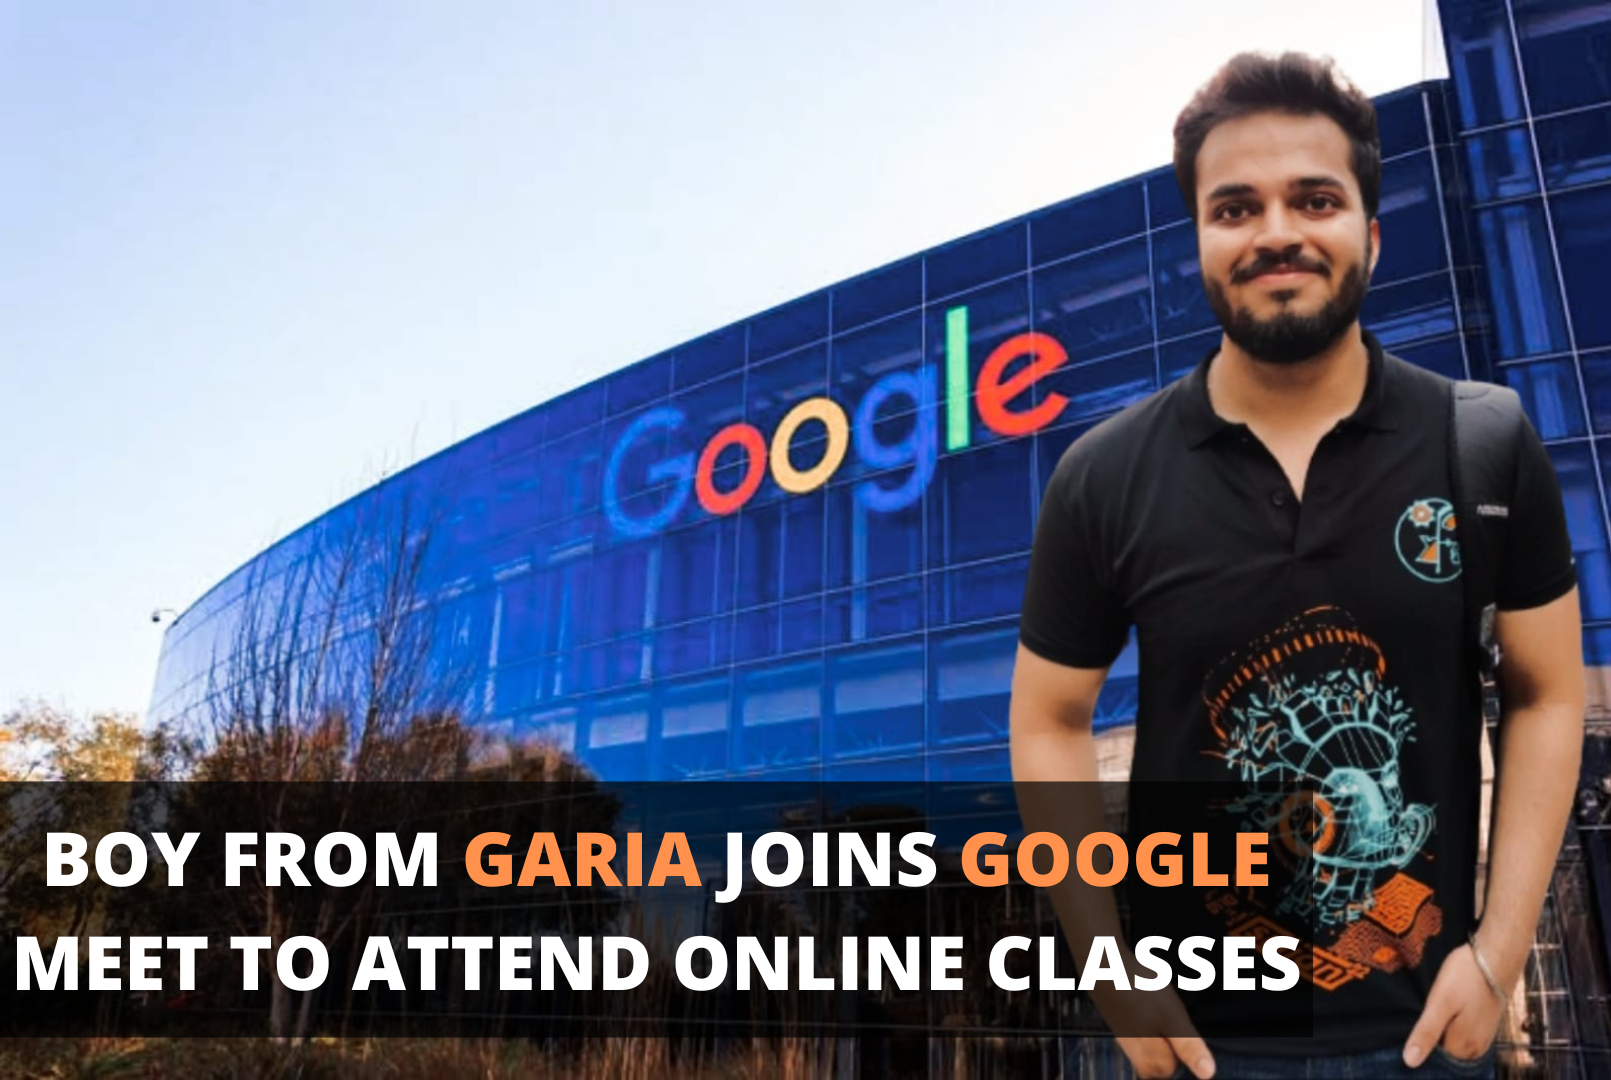 Google
BOY FROM GARIA JOINS GOOGLE
MEET TO ATTEND ONLINE CLASSES